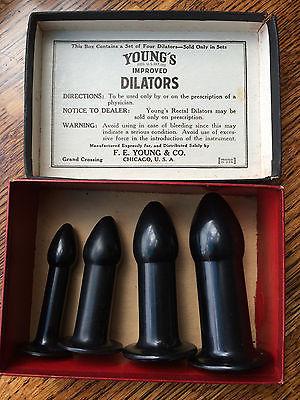 This Box Contains a Set of Four Dilators—Sold Only in Sets
YOUNG'S
IMPROVED
DILATORS
DIRECTIONS: To be used only by or on the prescription of a
physician.
NOTICE TO DEALER: Young's Rectal Dilators may be
sold only on prescription.
WARNING: Avoid using in case of bleeding since this may
indicate a serious condition. Avoid use of exces-
sive force in the introduction of the instrument.
Manufactured Expressly for, and Distributed Solely by
F. E. YOUNG & CO.
Grand Crossing CHICAGO, U. S. A.